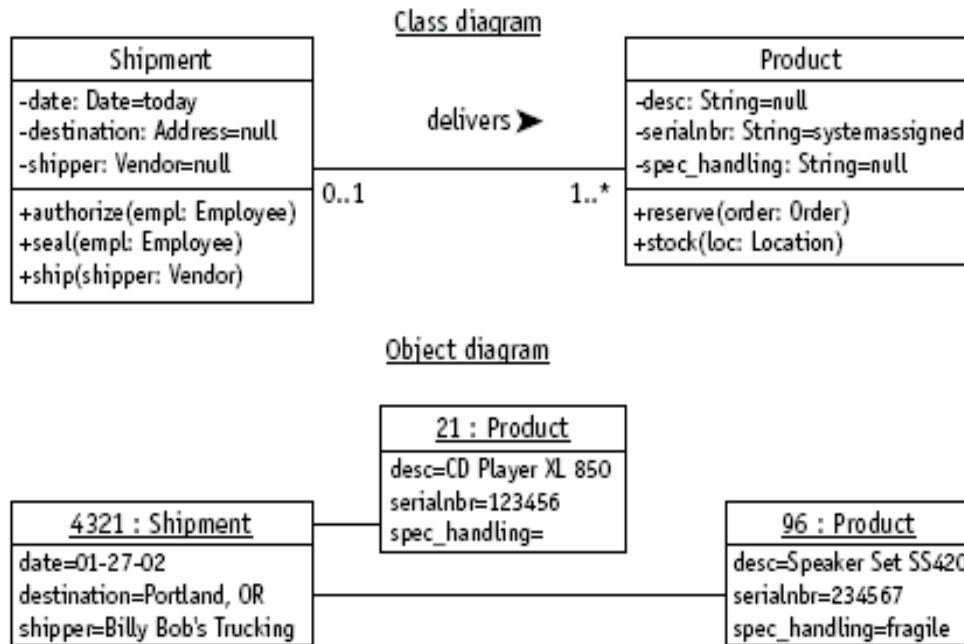 Class diagram
Shipment
-date: Date=today
-destination: Address=null
-shipper: Vendor=null
+authorize(empl: Employee)
+seal(empl: Employee)
+ship(shipper: Vendor)
delivers
0..1
1..*
Product
-desc: String=null
-serialnbr: String=systemassigned
-spec_handling: String=null
+reserve(order: Order)
+stock(loc: Location)
Object diagram
21 : Product
desc=CD Player XL 850
serialnbr=123456
spec_handling=
4321 : Shipment
date=01-27-02
destination=Portland, OR
shipper=Billy Bob's Trucking
96 : Product
desc=Speaker Set SS420
serialnbr=234567
spec_handling=fragile